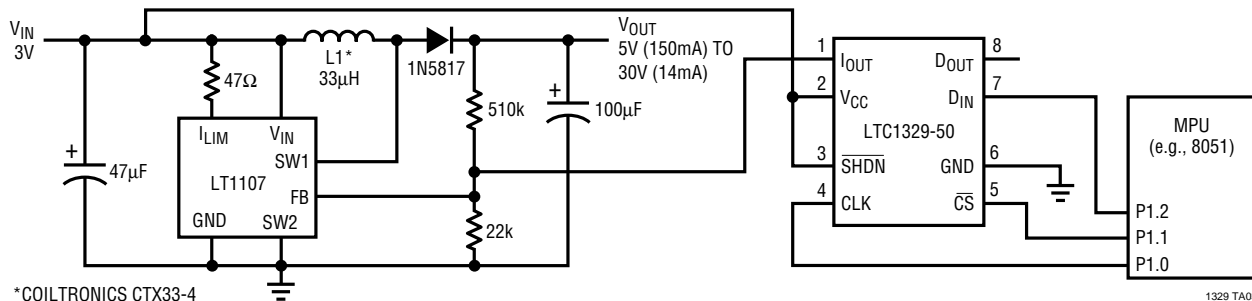 V_IN
3V
47Ω
L1*
33µH
1N5817
V_OUT
5V (150mA) TO
30V (14mA)
510k
100µF
+
47µF
+
I_LIM
V_IN
SW1
LT1107
FB
GND
SW2
22k
*COILTRONICS CTX33-4
1
I_OUT
2
V_CC
3
SHDN
4
CLK
LTC1329-50
D_OUT
8
D_IN
7
GND
6
CS
5
MPU
(e.g., 8051)
P1.2
P1.1
P1.0